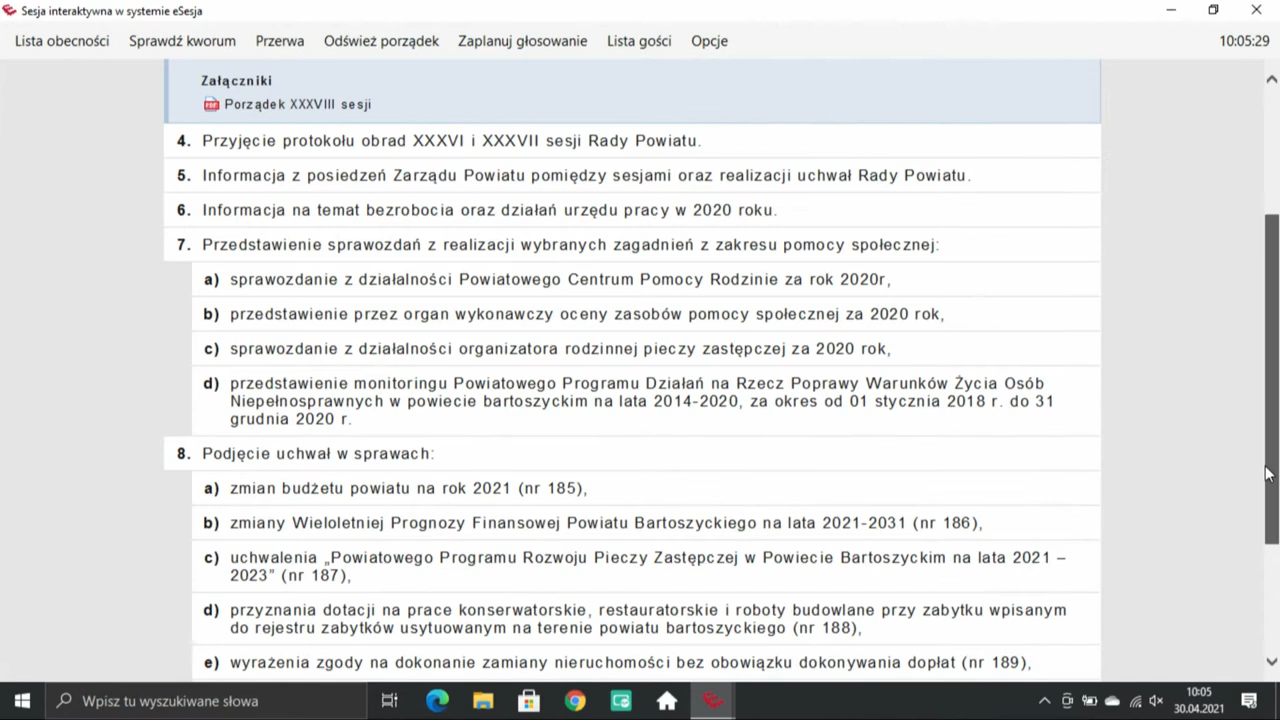 Sesja interaktywna w systemie eSesja
Lista obecności Sprawdź kworum Przerwa Odśwież porządek Zaplanuj głosowanie Lista gości Opcje 10:05:29
Załączniki
PDF Porządek XXXVIII sesji
4. Przyjęcie protokołu obrad XXXVI i XXXVII sesji Rady Powiatu.
5. Informacja z posiedzeń Zarządu Powiatu pomiędzy sesjami oraz realizacji uchwał Rady Powiatu.
6. Informacja na temat bezrobocia oraz działań urzędu pracy w 2020 roku.
7. Przedstawienie sprawozdań z realizacji wybranych zagadnień z zakresu pomocy społecznej:
a) sprawozdanie z działalności Powiatowego Centrum Pomocy Rodzinie za rok 2020r,
b) przedstawienie przez organ wykonawczy oceny zasobów pomocy społecznej za 2020 rok,
c) sprawozdanie z działalności organizatora rodzinnej pieczy zastępczej za 2020 rok,
d) przedstawienie monitoringu Powiatowego Programu Działań na Rzecz Poprawy Warunków Życia Osób
Niepełnosprawnych w powiecie bartoszyckim na lata 2014-2020, za okres od 01 stycznia 2018 r. do 31
grudnia 2020 r.
8. Podjęcie uchwał w sprawach:
a) zmian budżetu powiatu na rok 2021 (nr 185),
b) zmiany Wieloletniej Prognozy Finansowej Powiatu Bartoszyckiego na lata 2021-2031 (nr 186),
c) uchwalenia „Powiatowego Programu Rozwoju Pieczy Zastępczej w Powiecie Bartoszyckim na lata 2021 –
2023” (nr 187),
d) przyznania dotacji na prace konserwatorskie, restauratorskie i roboty budowlane przy zabytku wpisanym
do rejestru zabytków usytuowanym na terenie powiatu bartoszyckiego (nr 188),
e) wyrażenia zgody na dokonanie zamiany nieruchomości bez obowiązku dokonywania dopłat (nr 189),
Wpisz tu wyszukiwane słowa
10:05
30.04.2021